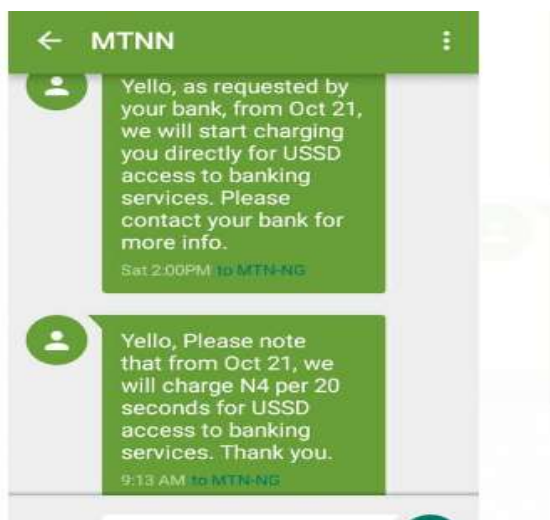 MTNN
Yello, as requested by
your bank, from Oct 21,
we will start charging
you directly for USSD
access to banking
services. Please
contact your bank for
more info.
Sat 2:00PM to MTN-NG
Yello, Please note
that from Oct 21, we
will charge N4 per 20
seconds for USSD
access to banking
services. Thank you.
9:13 AM to MTN-NG